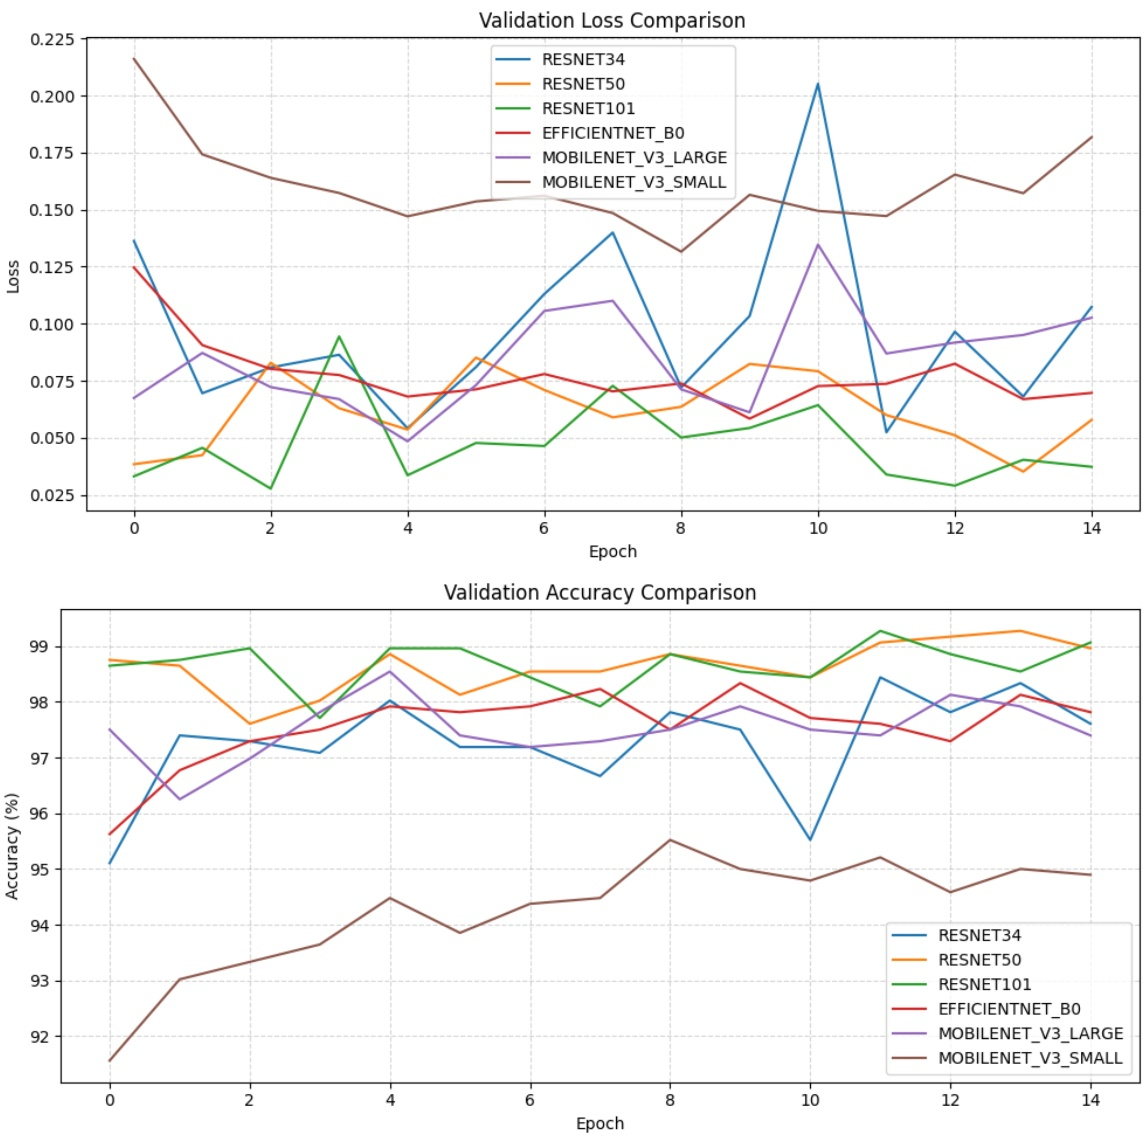 Validation Loss Comparison
0.225
0.200
0.175
0.150
0.125
0.100
0.075
0.050
0.025
Loss
RESNET34
RESNET50
RESNET101
EFFICIENTNET_B0
MOBILENET_V3_LARGE
MOBILENET_V3_SMALL
0 2 4 6 8 10 12 14
Epoch
Validation Accuracy Comparison
99
98
97
96
95
94
93
92
Accuracy (%)
RESNET34
RESNET50
RESNET101
EFFICIENTNET_B0
MOBILENET_V3_LARGE
MOBILENET_V3_SMALL
0 2 4 6 8 10 12 14
Epoch